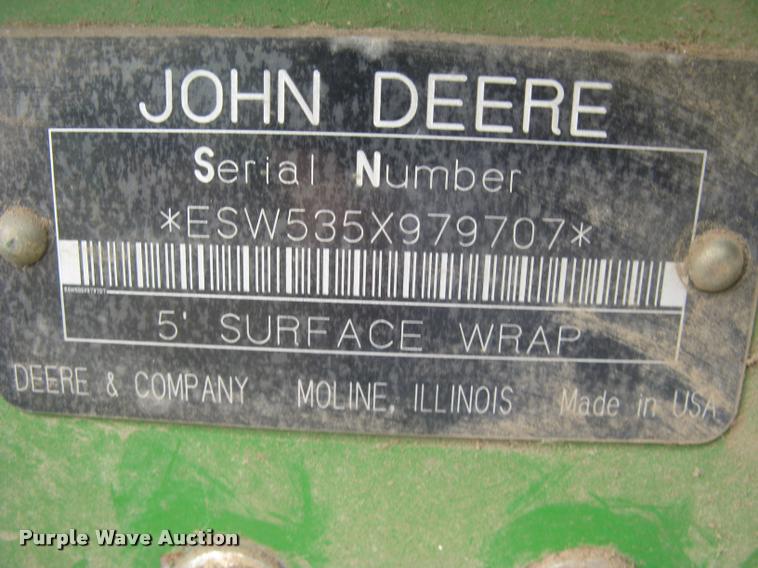 JOHN DEERE
Serial Number
*ESW535X979707*
5' SURFACE WRAP
DEERE & COMPANY MOLINE, ILLINOIS Made in USA
Purple Wave Auction